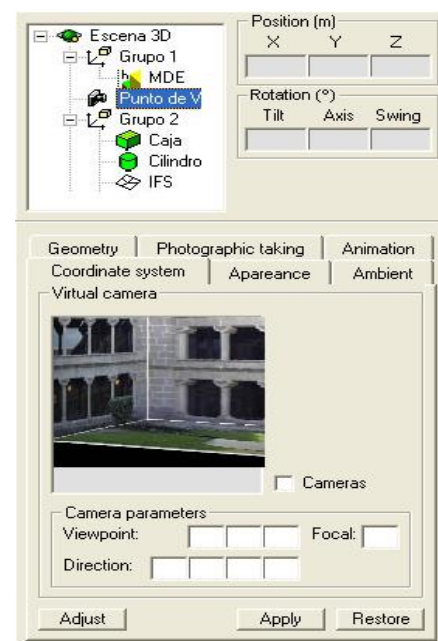 Escena 3D
Grupo 1
MDE
Punto de V
Grupo 2
Caja
Cilindro
IFS
Position (m)
X Y Z
Rotation (°)
Tilt Axis Swing
Geometry Photographic taking Animation
Coordinate system Apareance Ambient
Virtual camera
Cameras
Camera parameters
Viewpoint: Focal:
Direction:
Adjust Apply Restore